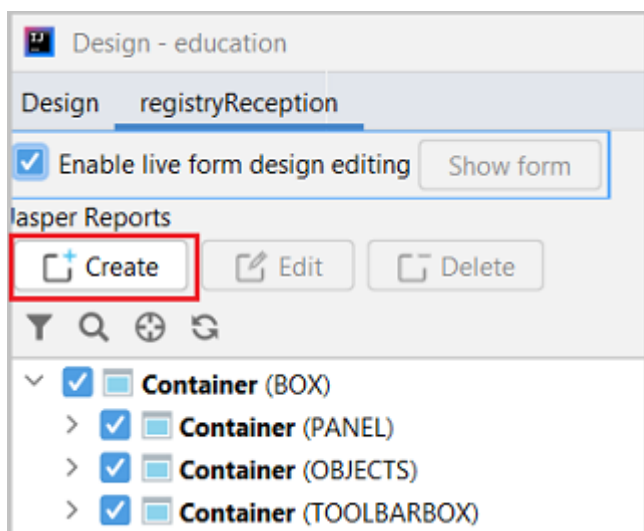 Design - education
Design registryReception
Enable live form design editing Show form
Jasper Reports
Create Edit Delete
Container (BOX)
Container (PANEL)
Container (OBJECTS)
Container (TOOLBARBOX)